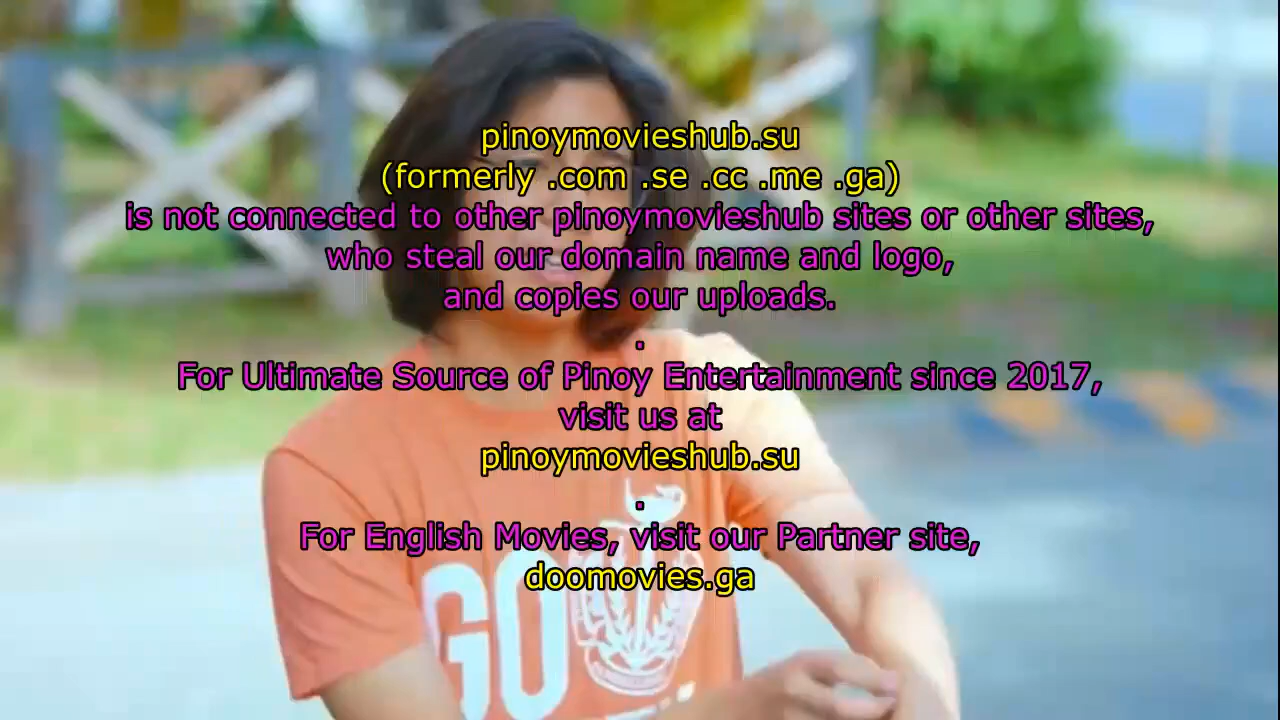 pinoymovieshub.su
(formerly .com .se .cc .me .ga)
is not connected to other pinoymovieshub sites or other sites,
who steal our domain name and logo,
and copies our uploads.
.
For Ultimate Source of Pinoy Entertainment since 2017,
visit us at
pinoymovieshub.su
.
For English Movies, visit our Partner site,
doomovies.ga
GO